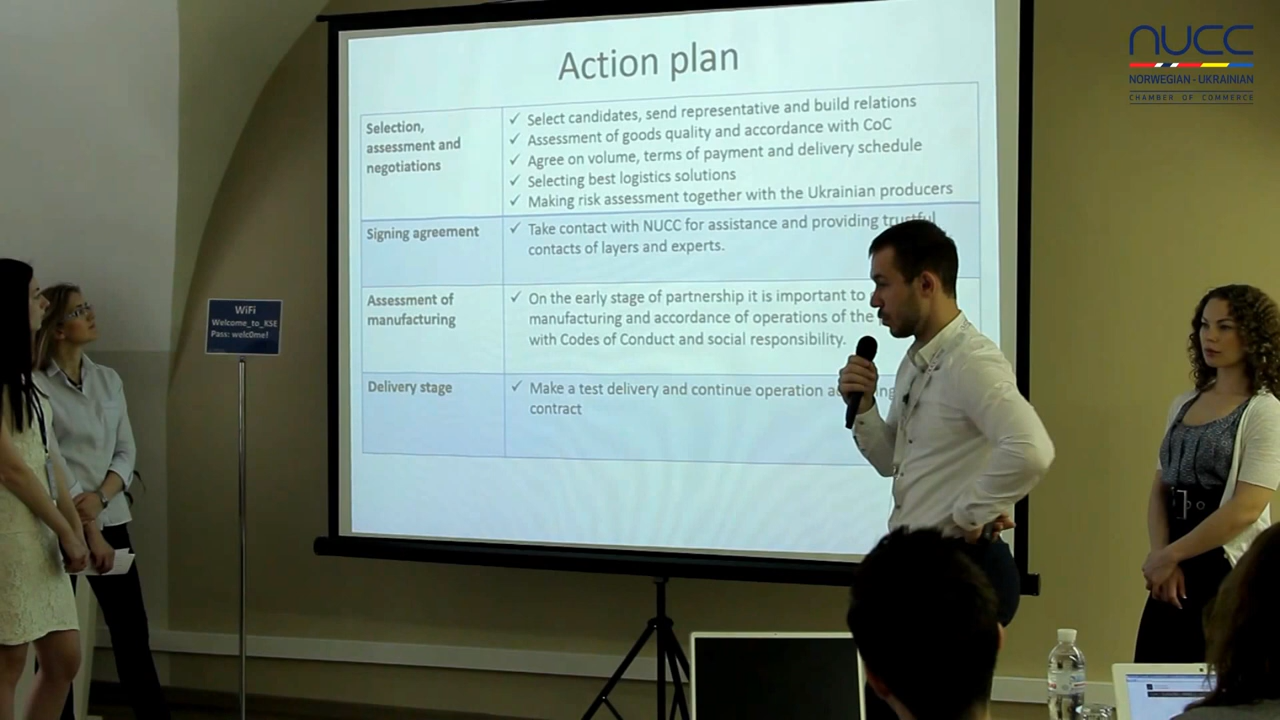 Action plan
Selection,
assessment and
negotiations
✓ Select candidates, send representative and build relations
✓ Assessment of goods quality and accordance with CoC
✓ Agree on volume, terms of payment and delivery schedule
✓ Selecting best logistics solutions
✓ Making risk assessment together with the Ukrainian producers
Signing agreement
✓ Take contact with NUCC for assistance and providing trustful
contacts of layers and experts.
Assessment of
manufacturing
✓ On the early stage of partnership it is important to
manufacturing and accordance of operations of the
with Codes of Conduct and social responsibility.
Delivery stage
✓ Make a test delivery and continue operation
contract
NUCC
NORWEGIAN - UKRAINIAN
CHAMBER OF COMMERCE
WiFi
Welcome_to_KSE
Pass: welc0me!